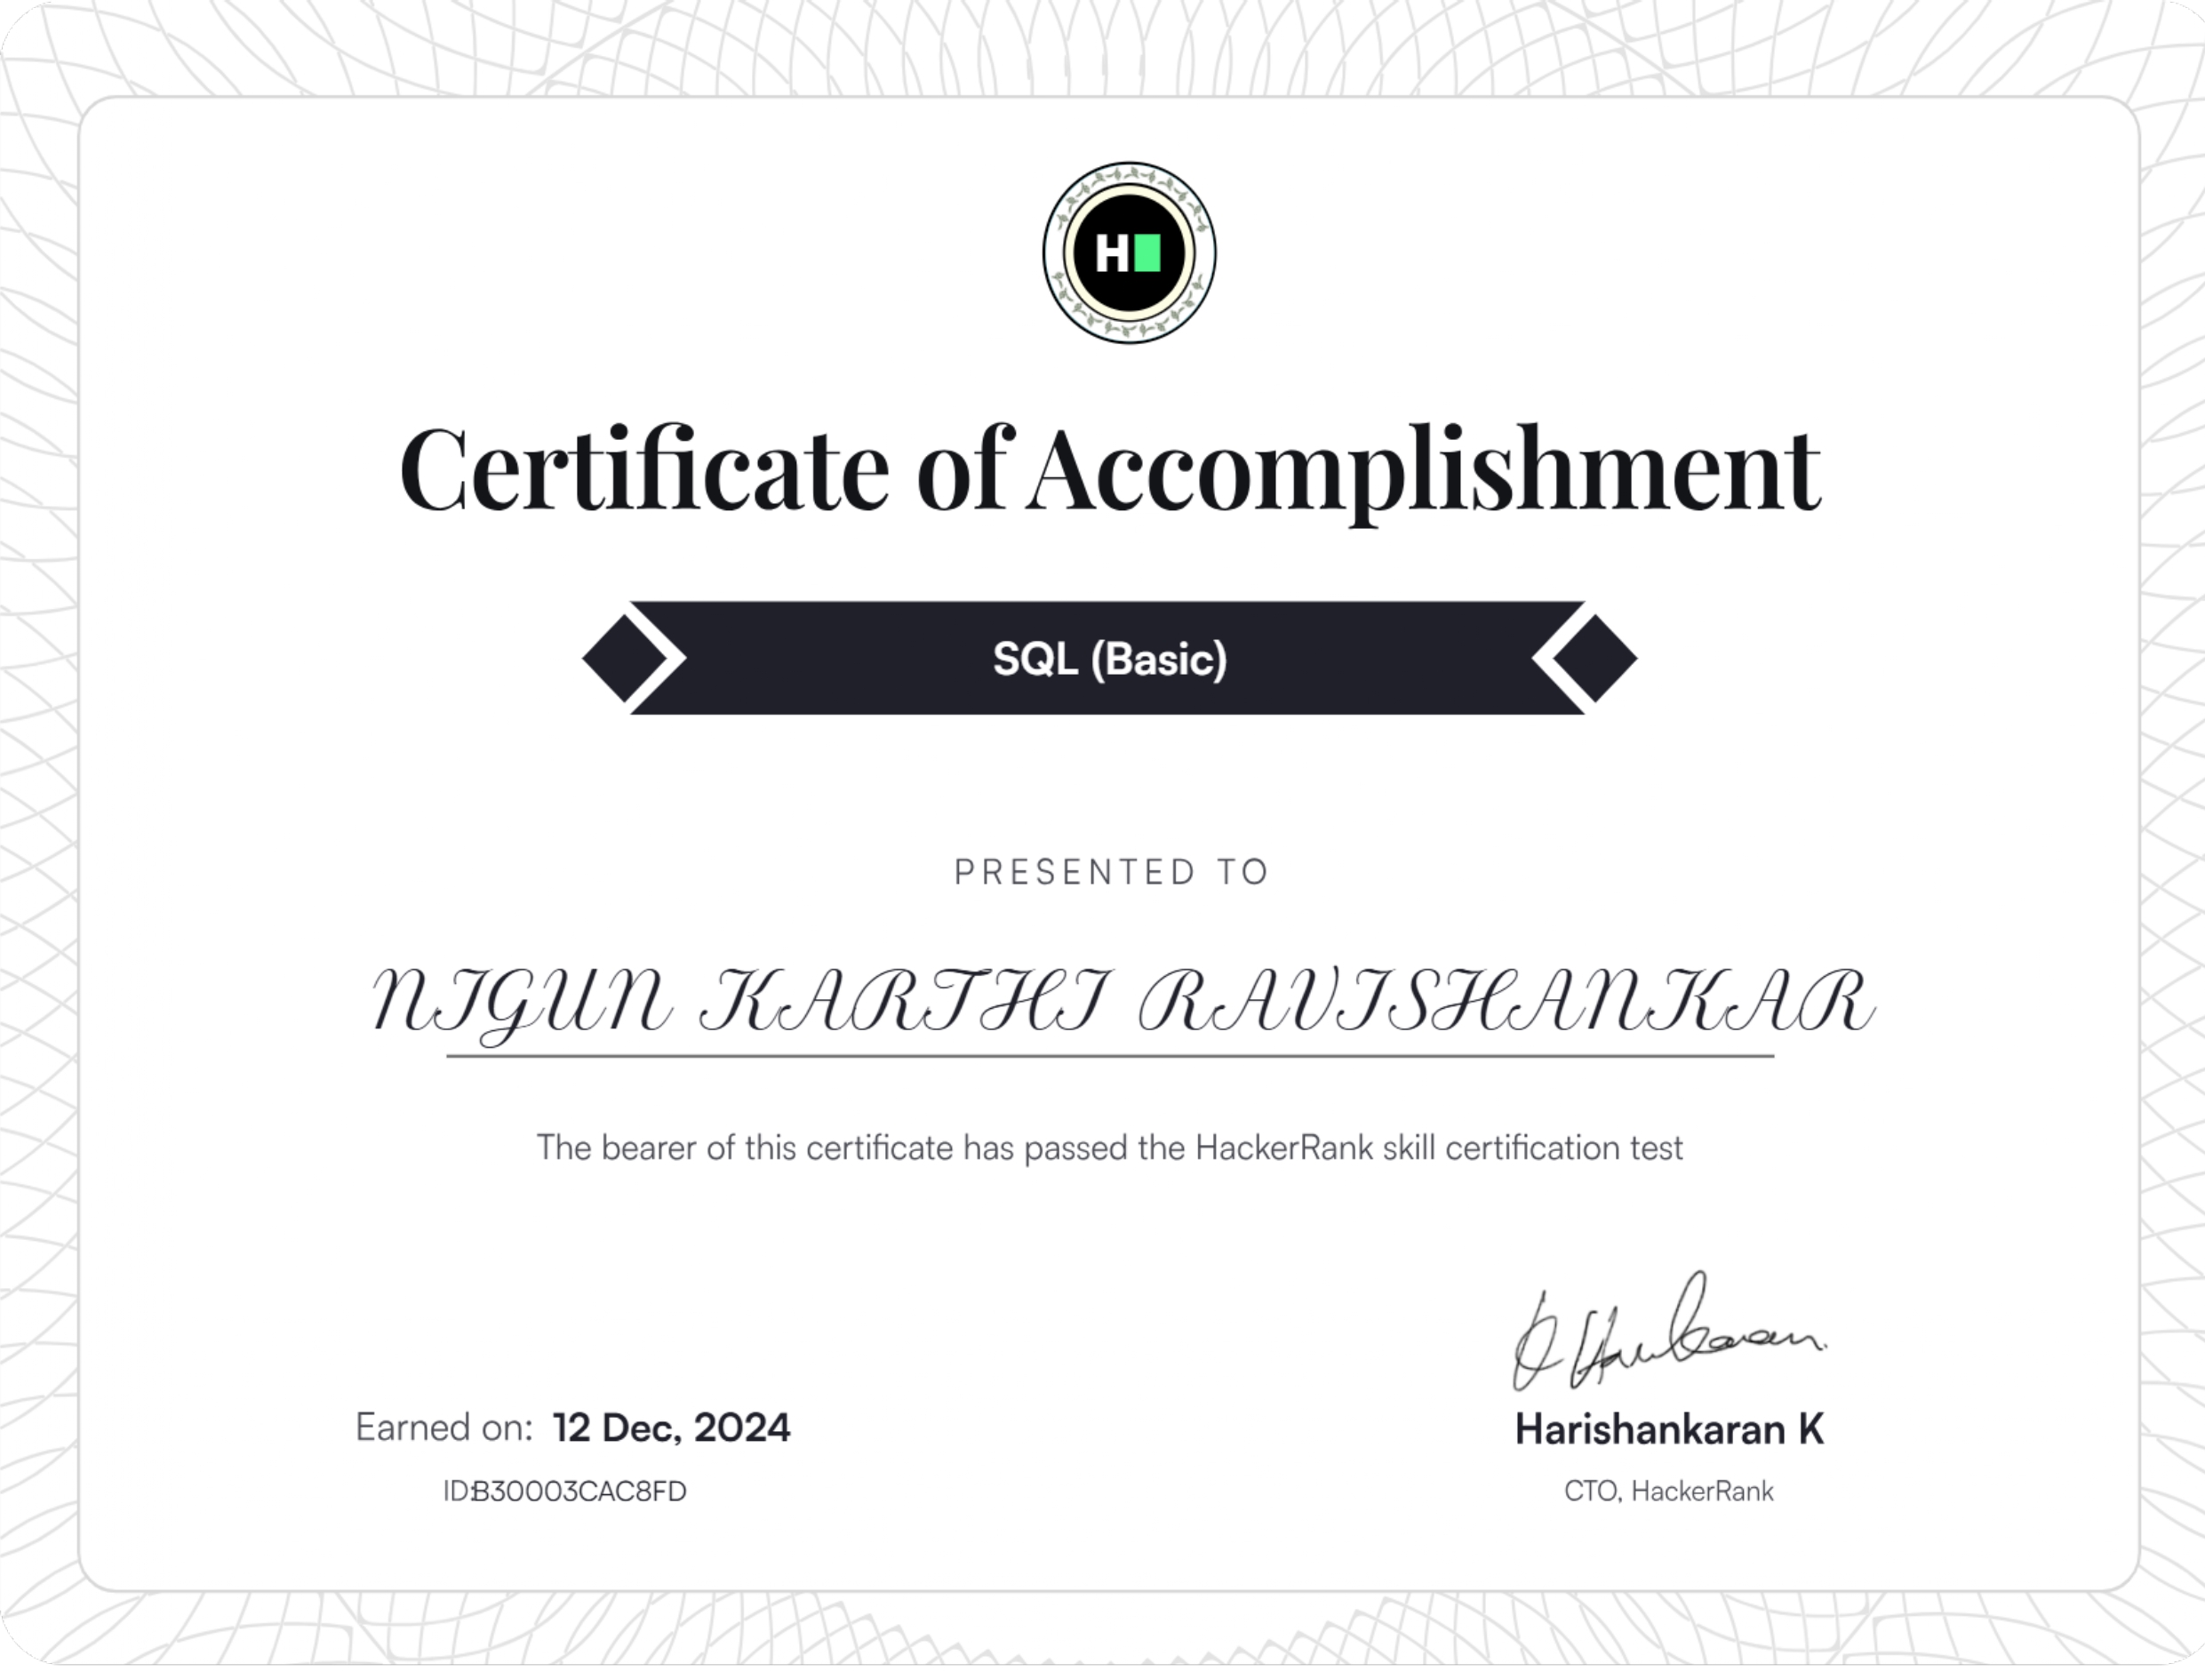 H
Certificate of Accomplishment
SQL (Basic)
PRESENTED TO
NIGUN KARTHI RAVISHANKAR
The bearer of this certificate has passed the HackerRank skill certification test
Earned on: 12 Dec, 2024
ID:B30003CAC8FD
Harishankaran K
CTO, HackerRank